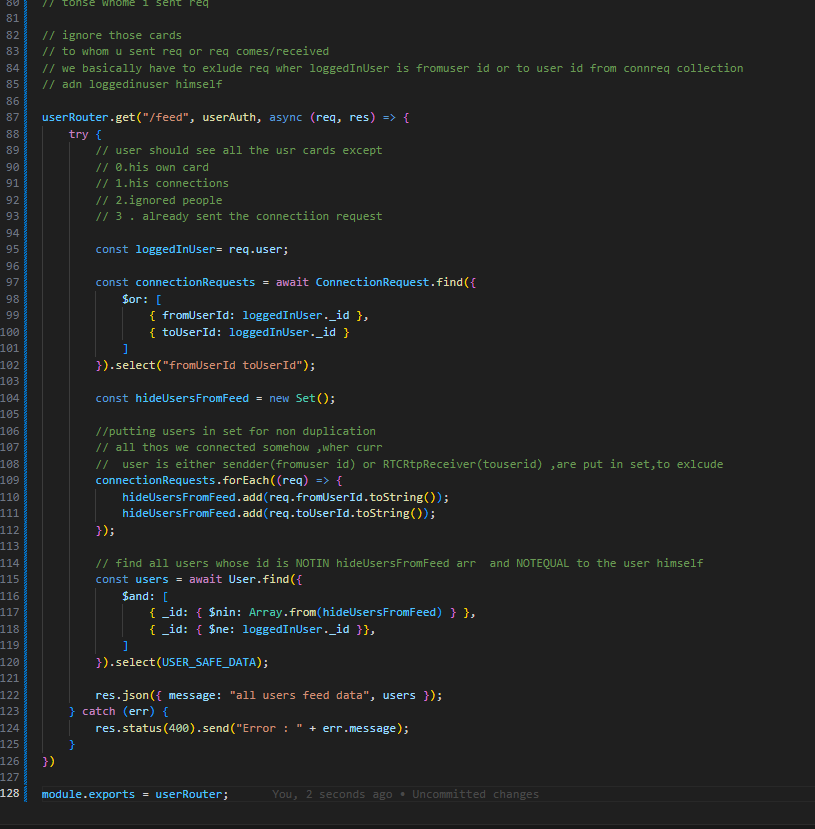 80 // tohse whome i sent req
81
82 // ignore those cards
83 // to whom u sent req or req comes/received
84 // we basically have to exlude req wher loggedInUser is fromuser id or to user id from connreq collection
85 // adn loggedinuser himself
86
87 userRouter.get("/feed", userAuth, async (req, res) => {
88 try {
89 // user should see all the usr cards except
90 // 0.his own card
91 // 1.his connections
92 // 2.ignored people
93 // 3 . already sent the connectiion request
94
95 const loggedInUser= req.user;
96
97 const connectionRequests = await ConnectionRequest.find({
98 $or: [
99 { fromUserId: loggedInUser._id },
100 { toUserId: loggedInUser._id }
101 ]
102 }).select("fromUserId toUserId");
103
104 const hideUsersFromFeed = new Set();
105
106 //putting users in set for non duplication
107 // all thos we connected somehow ,wher curr
108 //  user is either sendder(fromuser id) or RTCRtpReceiver(touserid) ,are put in set,to exlcude
109 connectionRequests.forEach((req) => {
110 hideUsersFromFeed.add(req.fromUserId.toString());
111 hideUsersFromFeed.add(req.toUserId.toString());
112 });
113
114 // find all users whose id is NOTIN hideUsersFromFeed arr  and NOTEQUAL to the user himself
115 const users = await User.find({
116 $and: [
117 { _id: { $nin: Array.from(hideUsersFromFeed) } },
118 { _id: { $ne: loggedInUser._id }},
119 ]
120 }).select(USER_SAFE_DATA);
121
122 res.json({ message: "all users feed data", users });
123 } catch (err) {
124 res.status(400).send("Error : " + err.message);
125 }
126 })
127
128 module.exports = userRouter; You, 2 seconds ago • Uncommitted changes